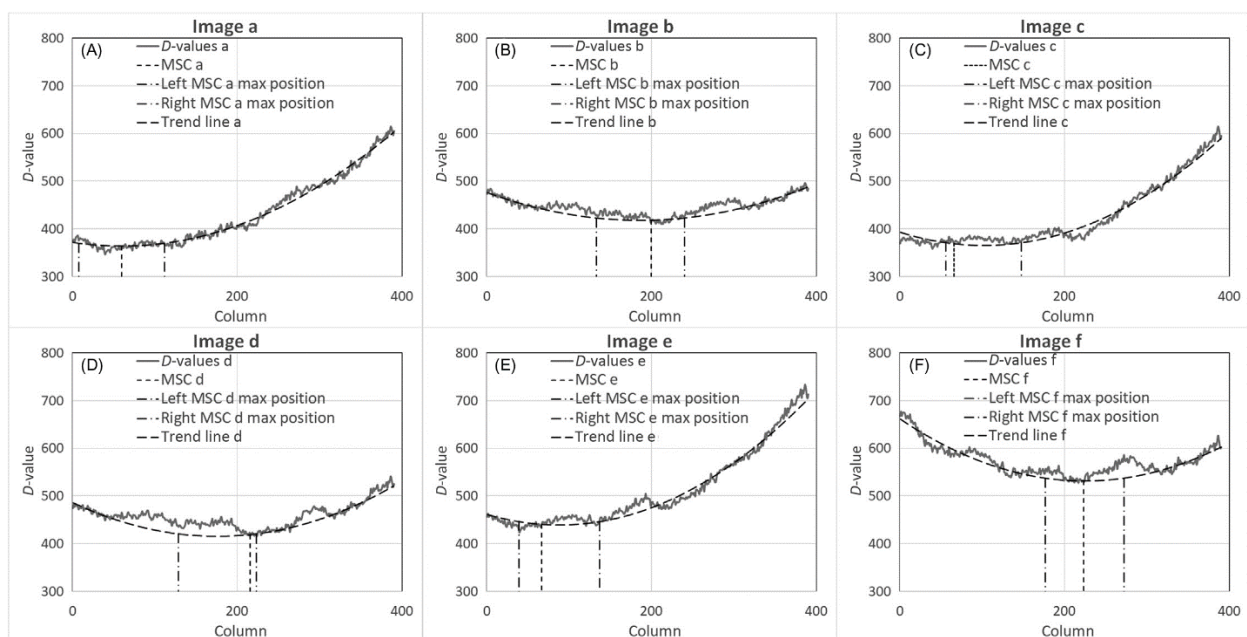 Image a
(A)
D-values a
MSC a
Left MSC a max position
Right MSC a max position
Trend line a
800
700
600
500
400
300
D-value
0
200
400
Column
Image b
(B)
D-values b
MSC b
Left MSC b max position
Right MSC b max position
Trend line b
800
700
600
500
400
300
D-value
0
200
400
Column
Image c
(C)
D-values c
MSC c
Left MSC c max position
Right MSC c max position
Trend line c
800
700
600
500
400
300
D-value
0
200
400
Column
Image d
(D)
D-values d
MSC d
Left MSC d max position
Right MSC d max position
Trend line d
800
700
600
500
400
300
D-value
0
200
400
Column
Image e
(E)
D-values e
MSC e
Left MSC e max position
Right MSC e max position
Trend line e
800
700
600
500
400
300
D-value
0
200
400
Column
Image f
(F)
D-values f
MSC f
Left MSC f max position
Right MSC f max position
Trend line f
800
700
600
500
400
300
D-value
0
200
400
Column